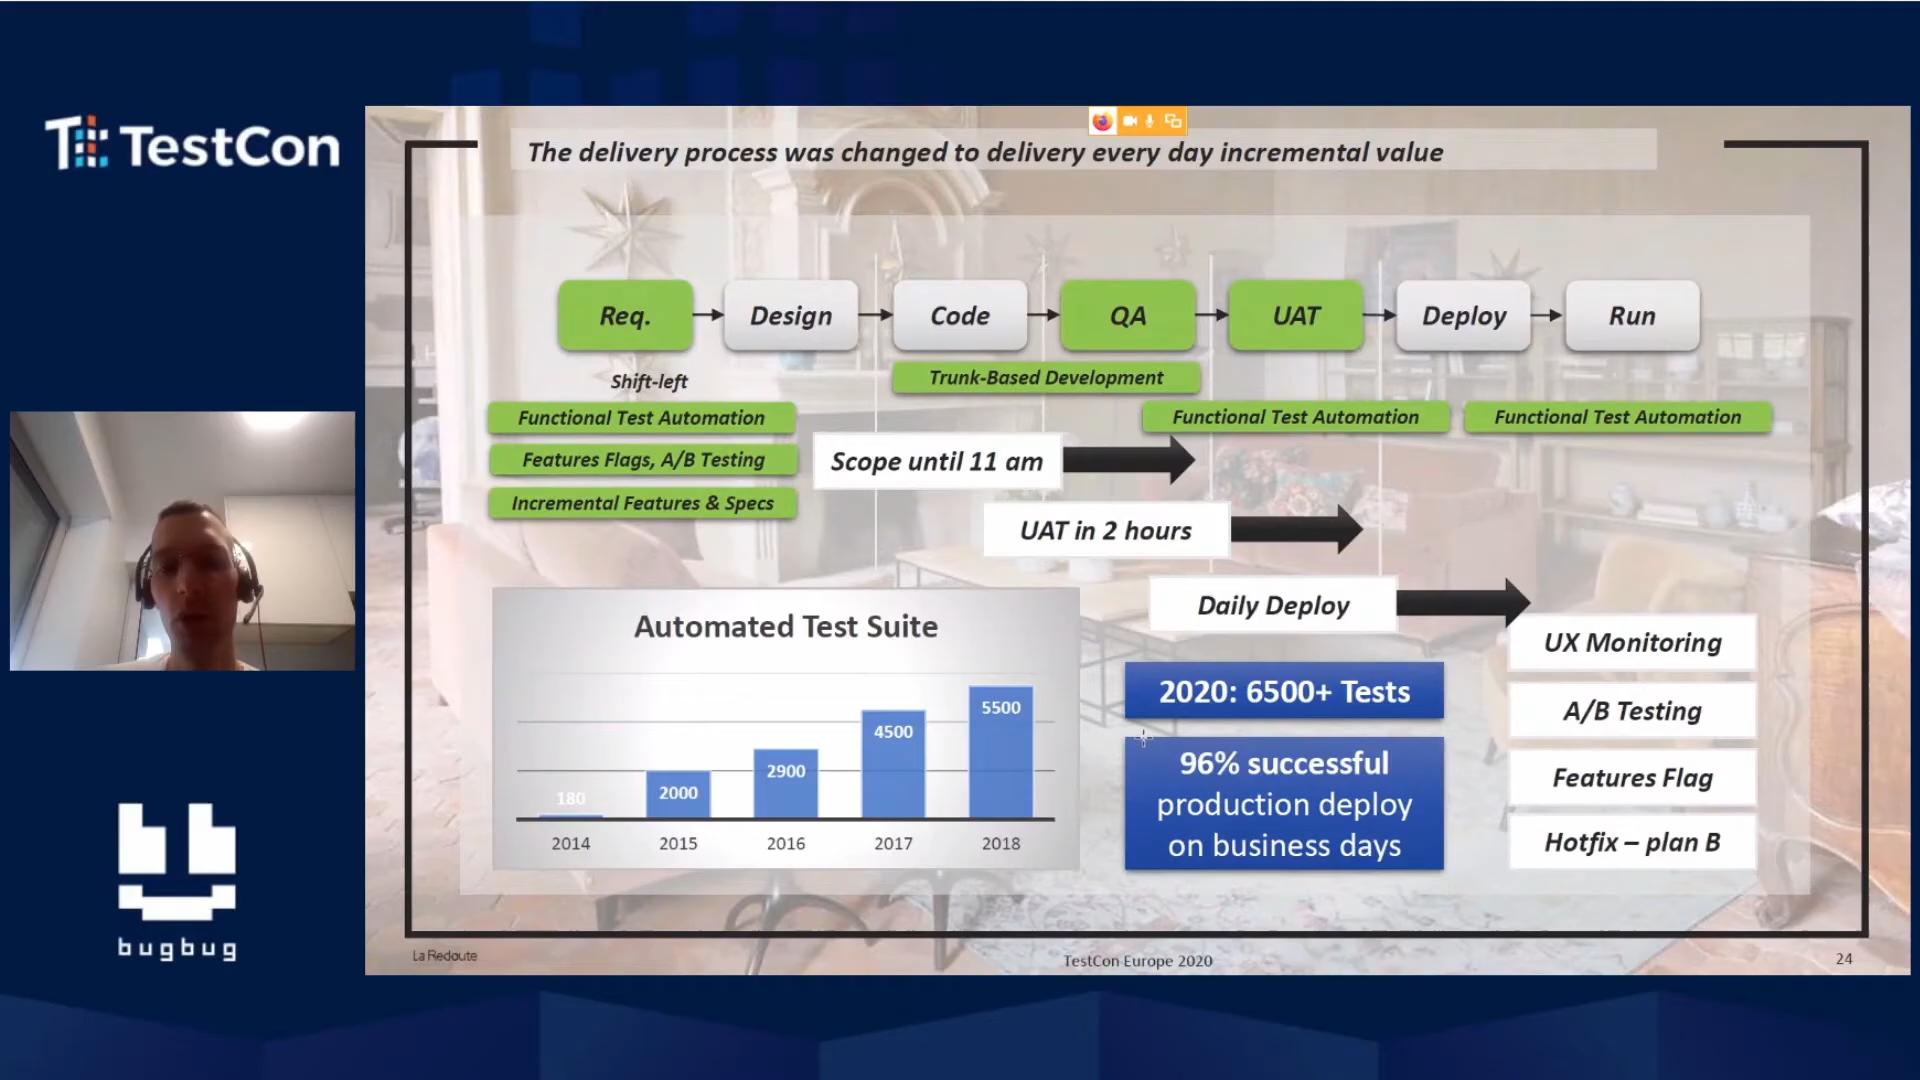 TestCon
The delivery process was changed to delivery every day incremental value
Req.
Design
Code
QA
UAT
Deploy
Run
Shift-left
Trunk-Based Development
Functional Test Automation
Functional Test Automation
Functional Test Automation
Features Flags, A/B Testing
Incremental Features & Specs
Scope until 11 am
UAT in 2 hours
Daily Deploy
UX Monitoring
A/B Testing
Features Flag
Hotfix – plan B
Automated Test Suite
180
2000
2900
4500
5500
2014
2015
2016
2017
2018
2020: 6500+ Tests
96% successful
production deploy
on business days
bugbug
La Redoute
TestCon Europe 2020
24